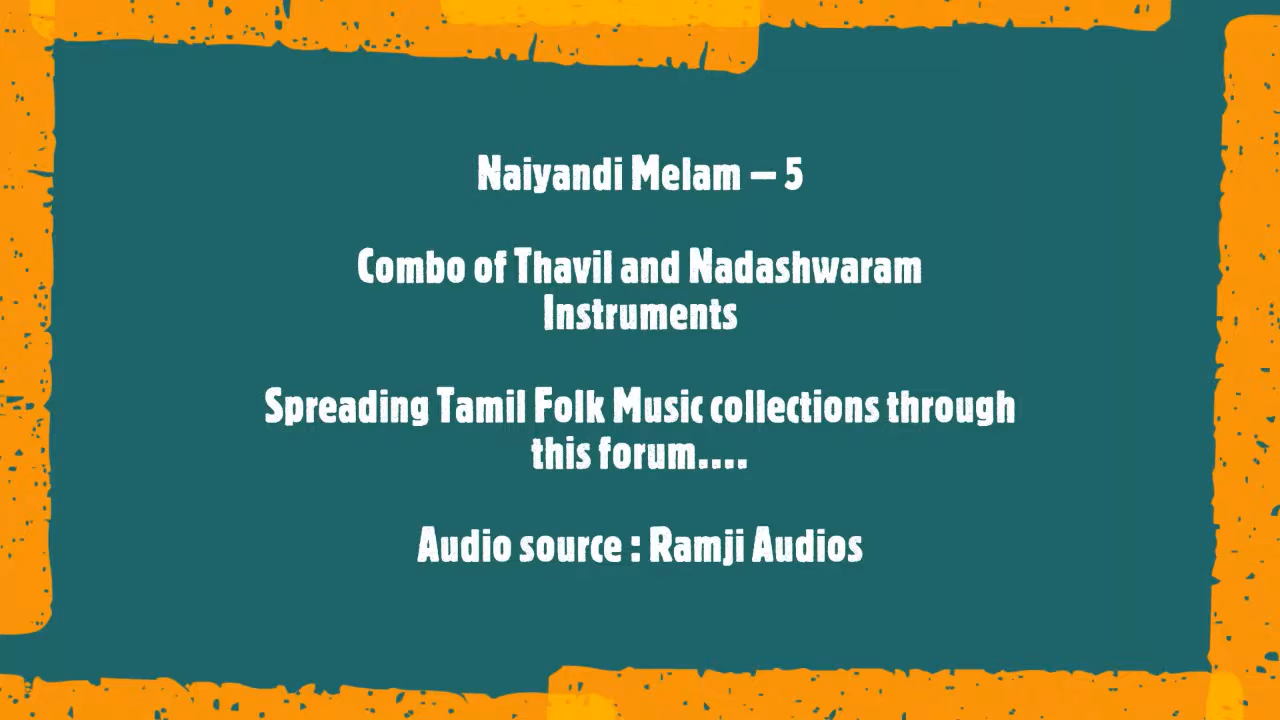 Naiyandi Melam – 5
Combo of Thavil and Nadashwaram
Instruments
Spreading Tamil Folk Music collections through
this forum....
Audio source : Ramji Audios